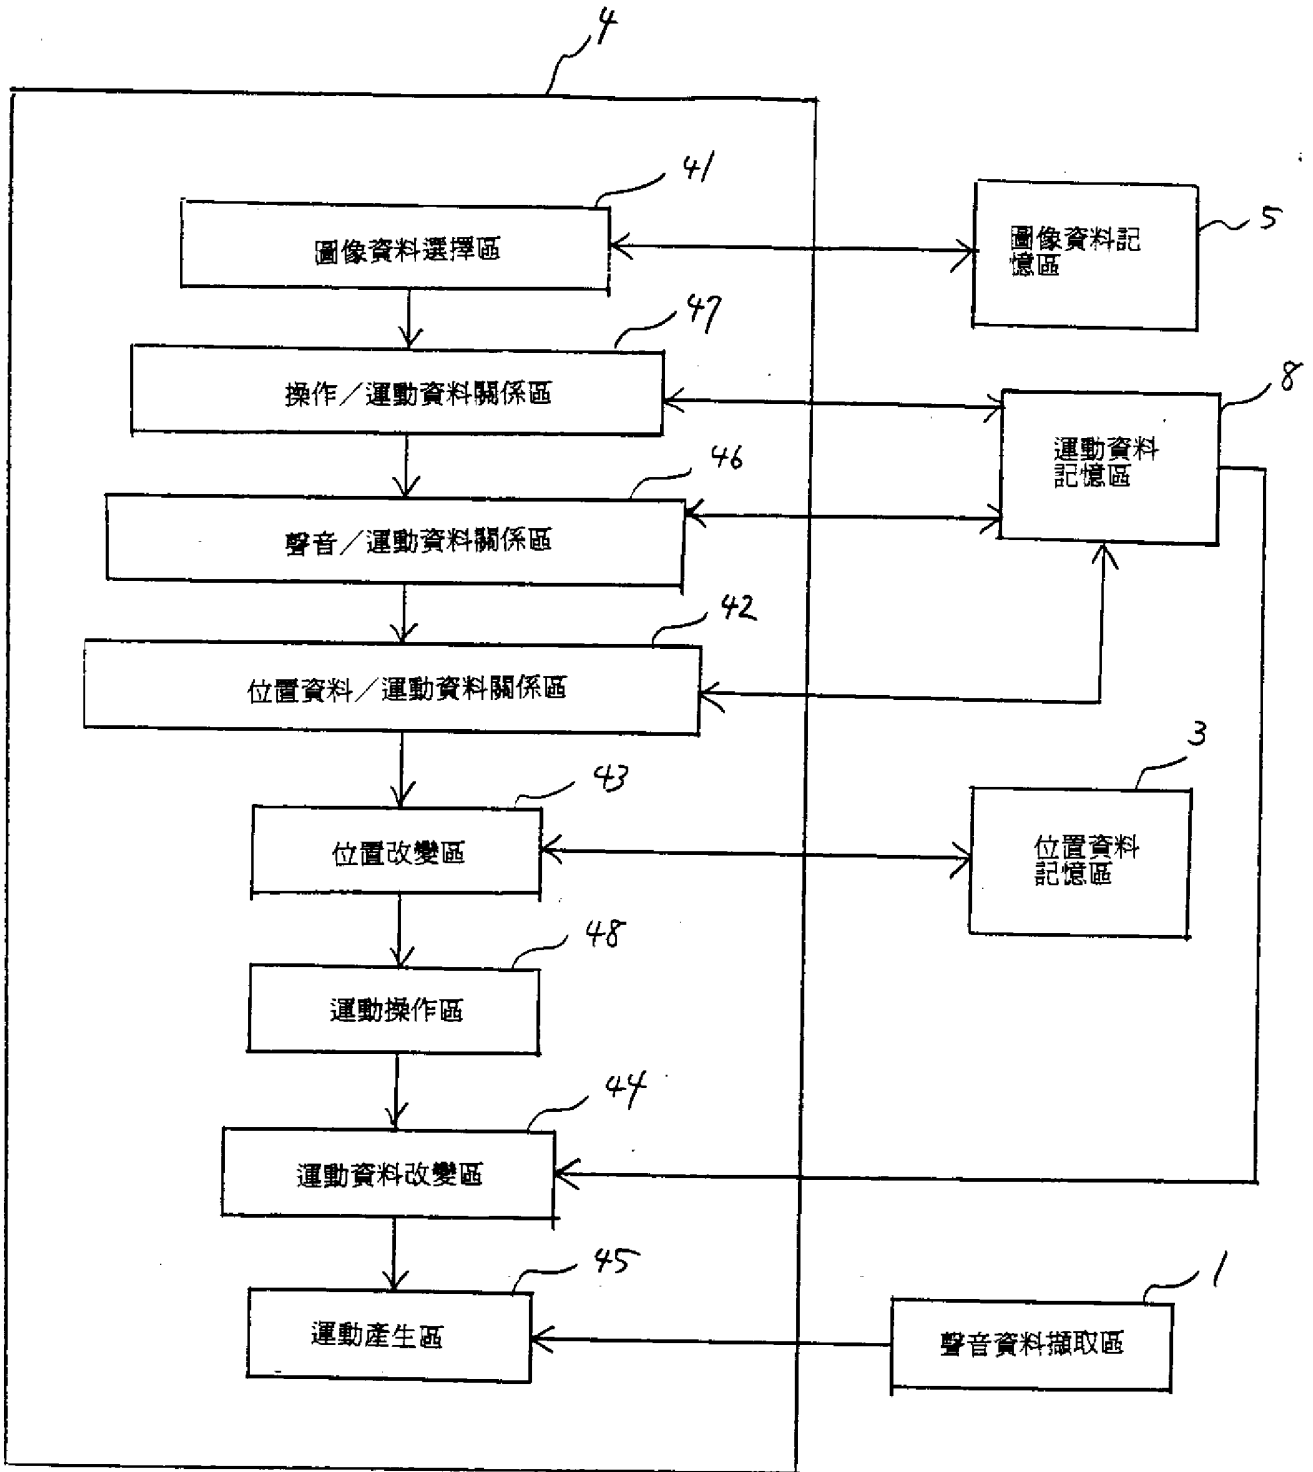 4
41
圖像資料選擇區
5
圖像資料記
憶區
47
操作／運動資料關係區
8
運動資料
記憶區
46
聲音／運動資料關係區
42
位置資料／運動資料關係區
3
位置資料
記憶區
43
位置改變區
48
運動操作區
44
運動資料改變區
45
運動產生區
1
聲音資料擷取區